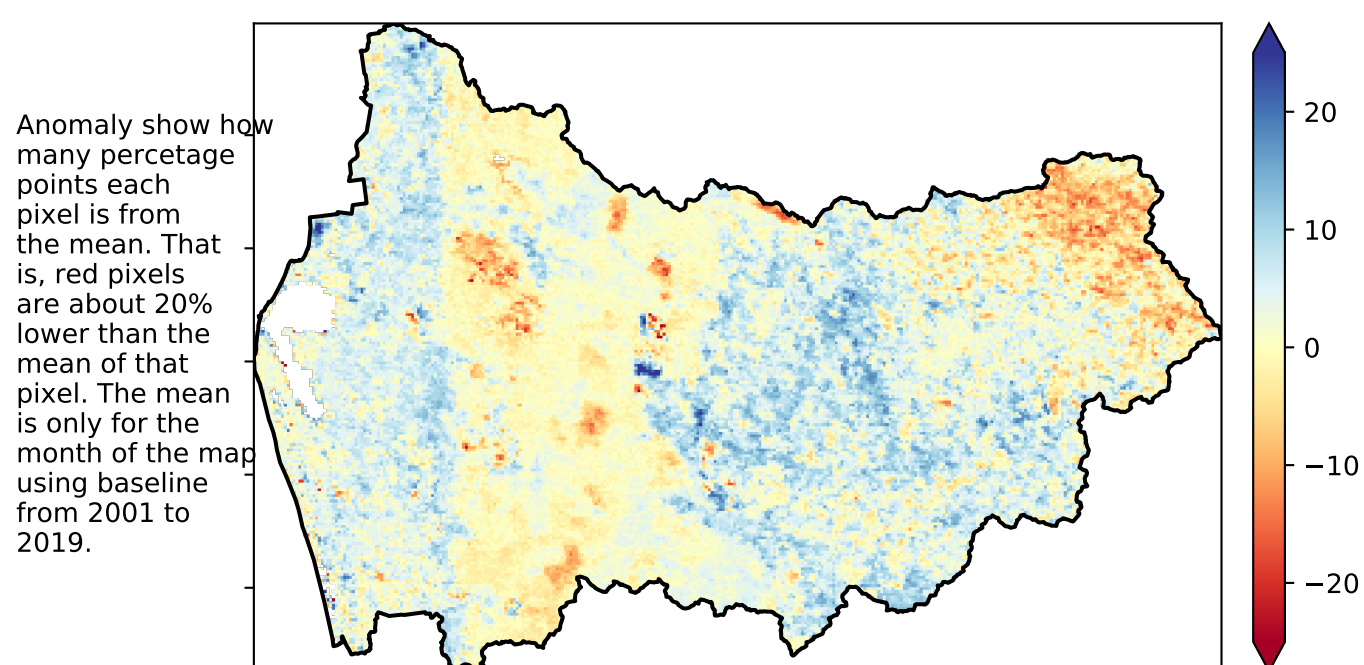 Anomaly show how
many percetage
points each
pixel is from
the mean. That
is, red pixels
are about 20%
lower than the
mean of that
pixel. The mean
is only for the
month of the map
using baseline
from 2001 to
2019.
20
10
0
−10
−20